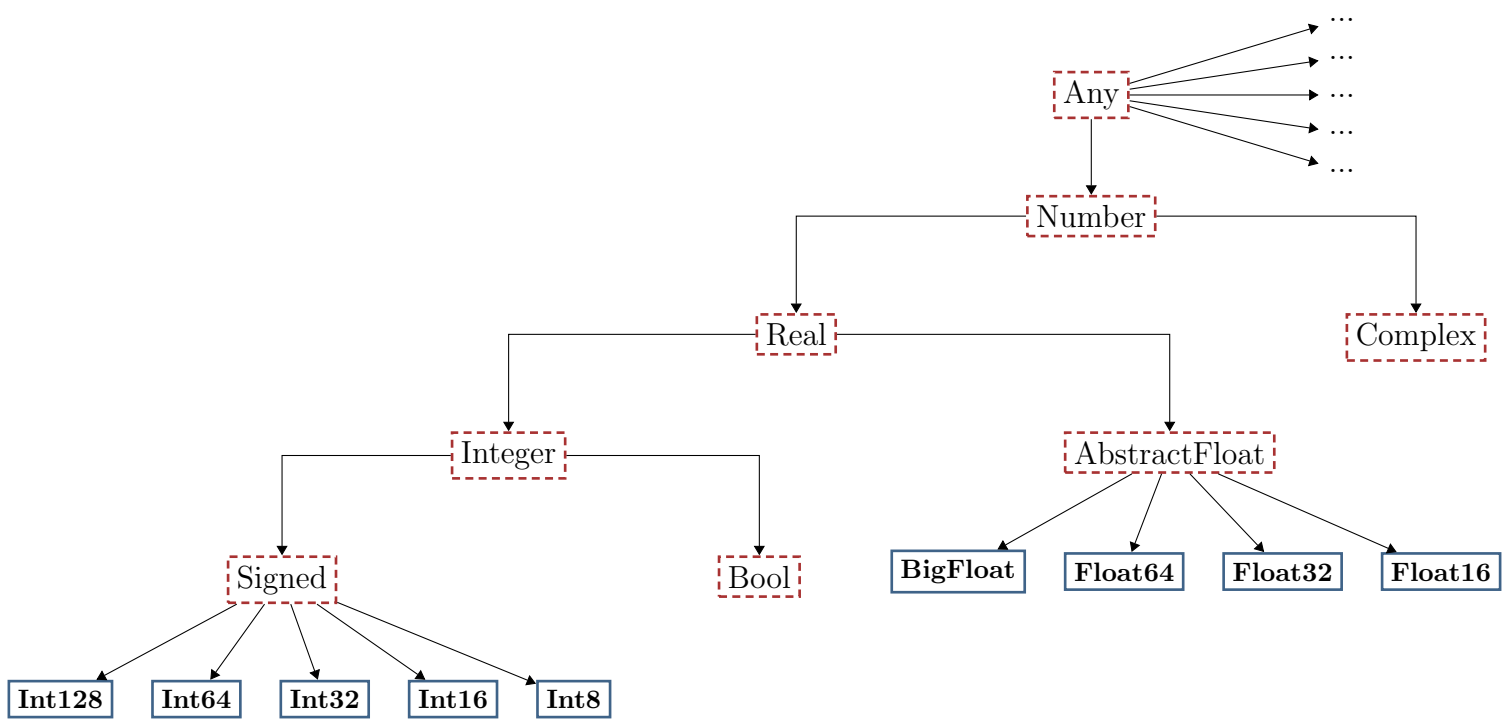 ...
...
Any
...
...
...
Number
Real
Complex
Integer
AbstractFloat
Signed
Bool
BigFloat
Float64
Float32
Float16
Int128
Int64
Int32
Int16
Int8